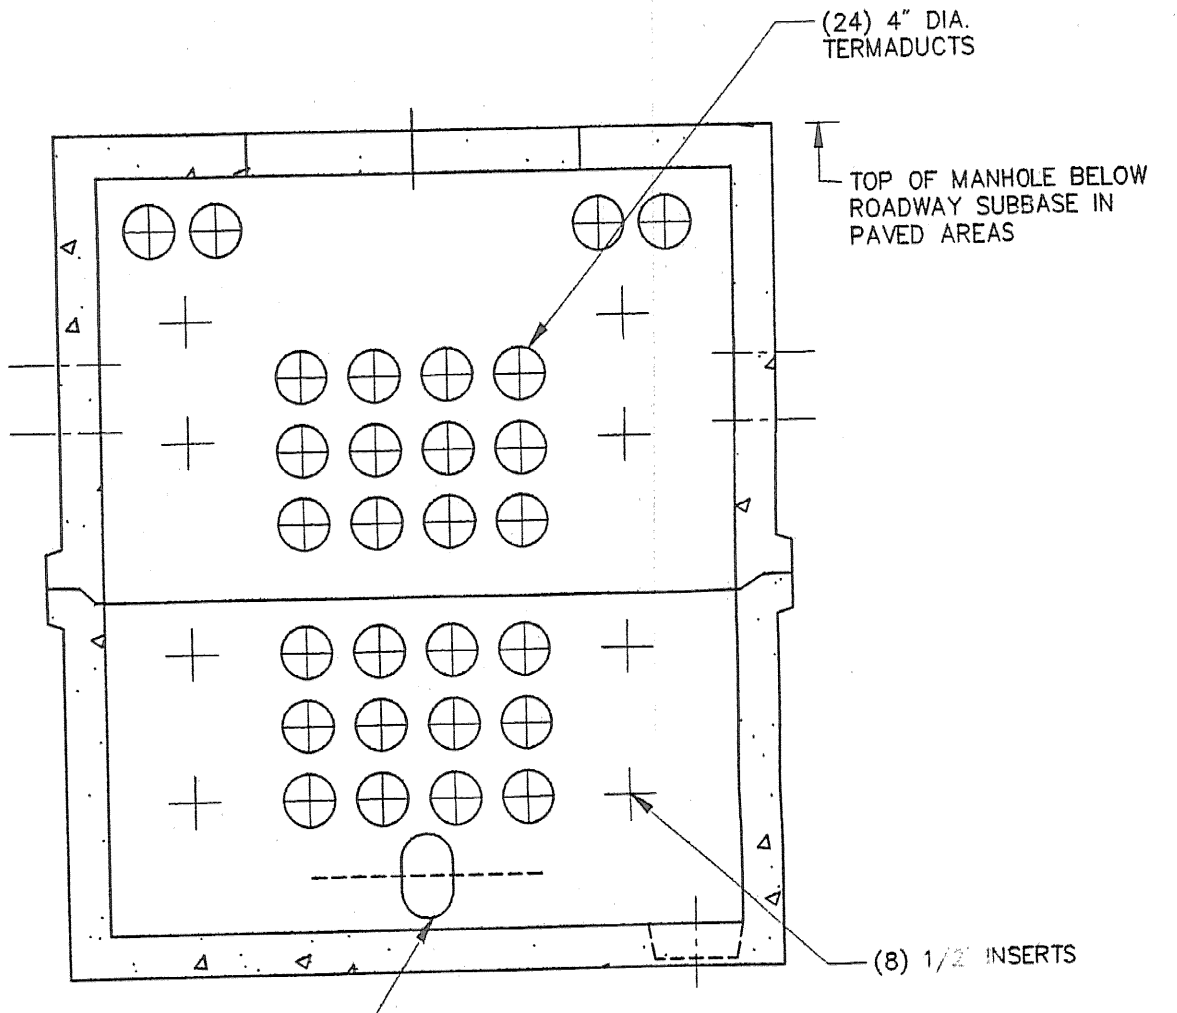 (24) 4" DIA.
TERMADUCTS
TOP OF MANHOLE BELOW
ROADWAY SUBBASE IN
PAVED AREAS
(8) 1/2" INSERTS